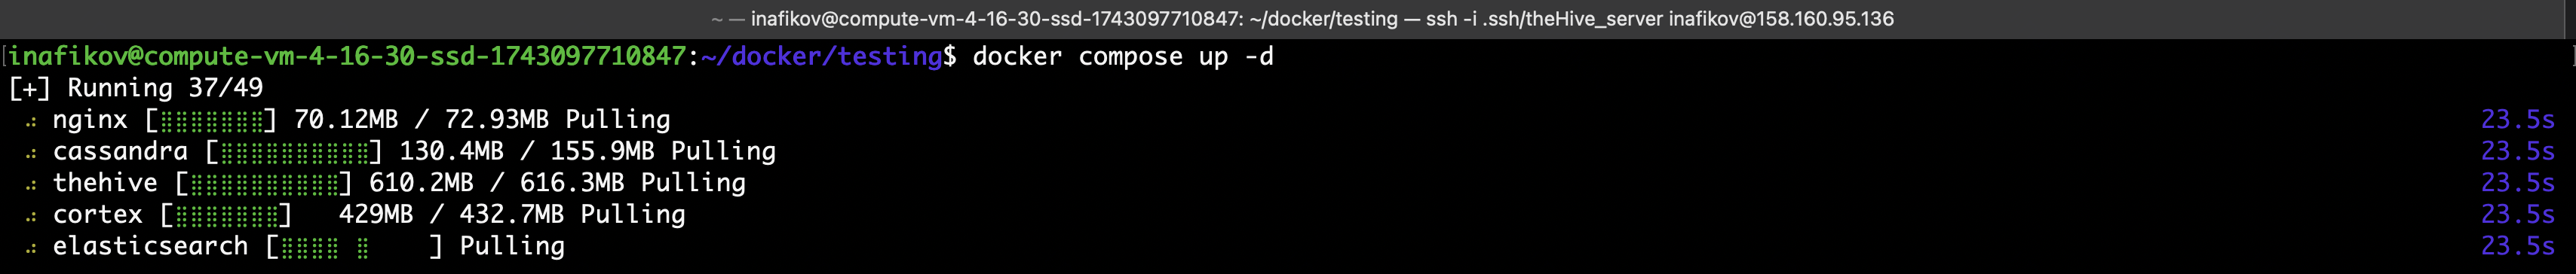 ~ — inafikov@compute-vm-4-16-30-ssd-1743097710847: ~/docker/testing — ssh -i .ssh/theHive_server inafikov@158.160.95.136
[inafikov@compute-vm-4-16-30-ssd-1743097710847:~/docker/testing$ docker compose up -d ]
[+] Running 37/49
⠴ nginx [⣿⣿⣿⣿⣿⣿⣿] 70.12MB / 72.93MB Pulling 23.5s
⠴ cassandra [⣿⣿⣿⣿⣿⣿⣿⣿⣿⣿] 130.4MB / 155.9MB Pulling 23.5s
⠴ thehive [⣿⣿⣿⣿⣿⣿⣿⣿⣿⣿] 610.2MB / 616.3MB Pulling 23.5s
⠴ cortex [⣿⣿⣿⣿⣿⣿⣿] 429MB / 432.7MB Pulling 23.5s
⠴ elasticsearch [⣿⣿⣿⣿ ⣿    ] Pulling 23.5s